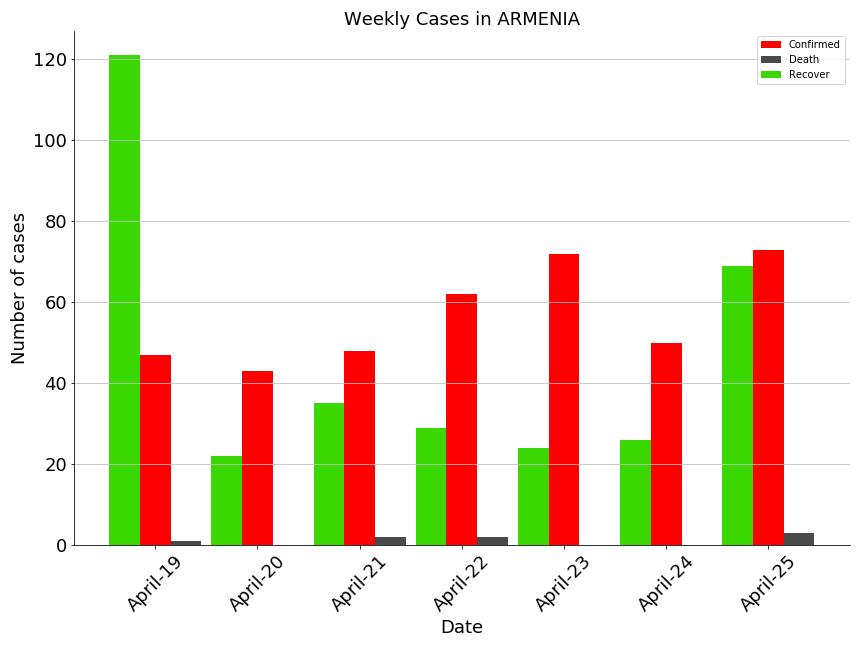 Weekly Cases in ARMENIA
Confirmed
Death
Recover
120
100
80
60
40
20
0
Number of cases
April-19
April-20
April-21
April-22
April-23
April-24
April-25
Date